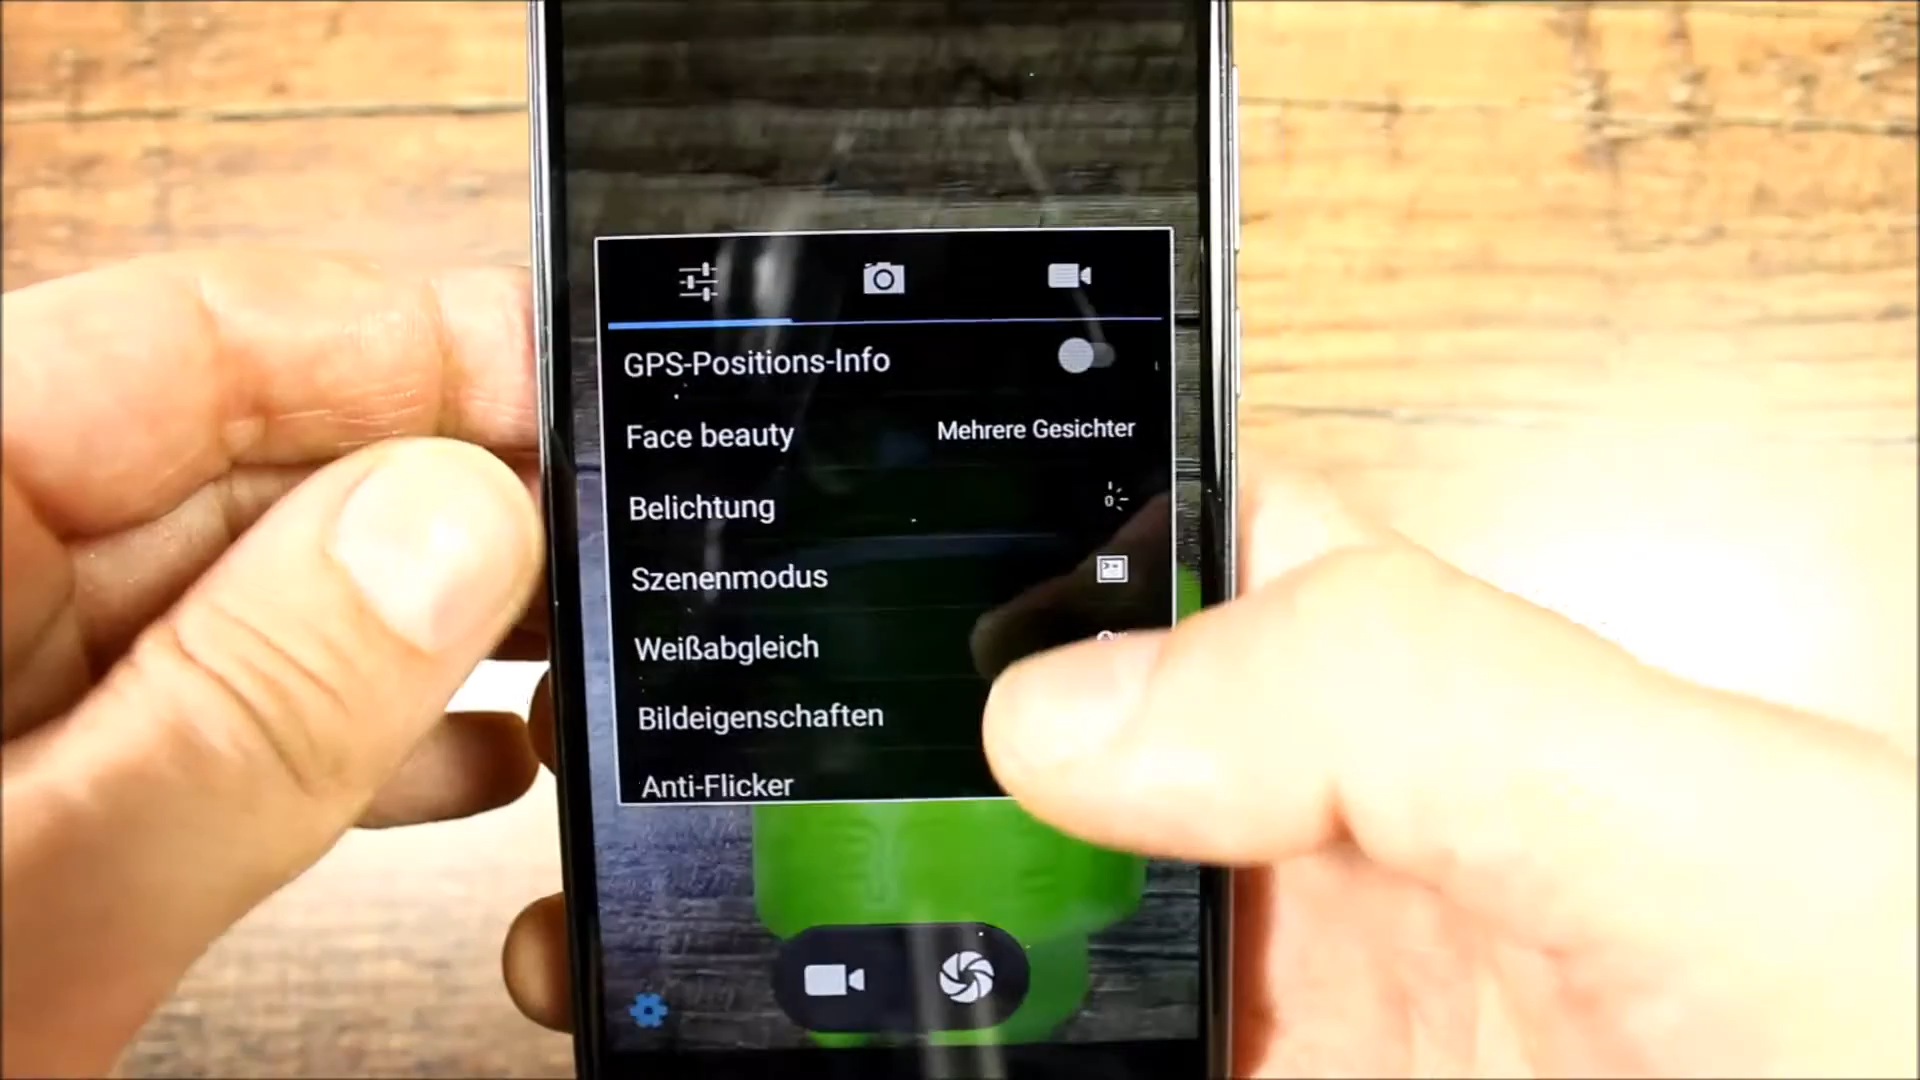 GPS-Positions-Info
Face beauty Mehrere Gesichter
Belichtung
Szenenmodus
Weißabgleich
Bildeigenschaften
Anti-Flicker